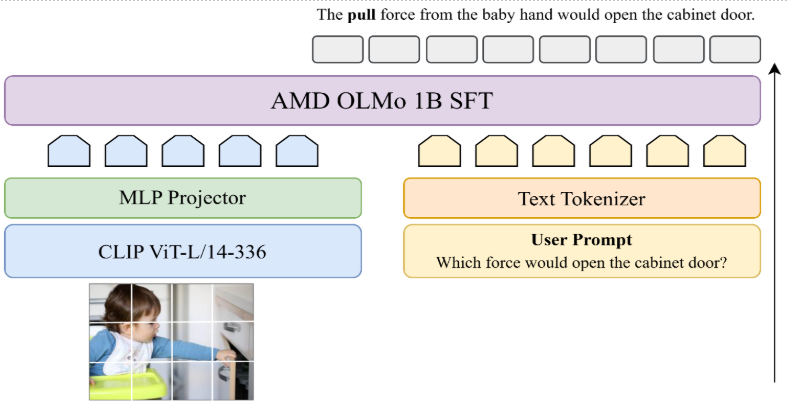 The pull force from the baby hand would open the cabinet door.
AMD OLMo 1B SFT
MLP Projector
Text Tokenizer
CLIP ViT-L/14-336
User Prompt
Which force would open the cabinet door?